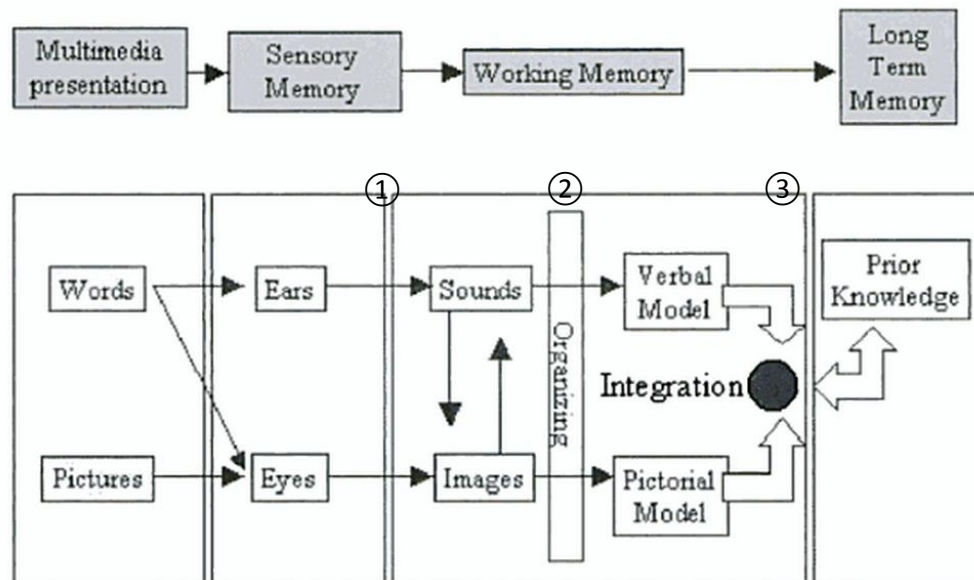 Multimedia
presentation
Sensory
Memory
Working Memory
Long
Term
Memory
①
②
③
Words
Ears
Sounds
Verbal
Model
Prior
Knowledge
Organizing
Integration
Pictures
Eyes
Images
Pictorial
Model